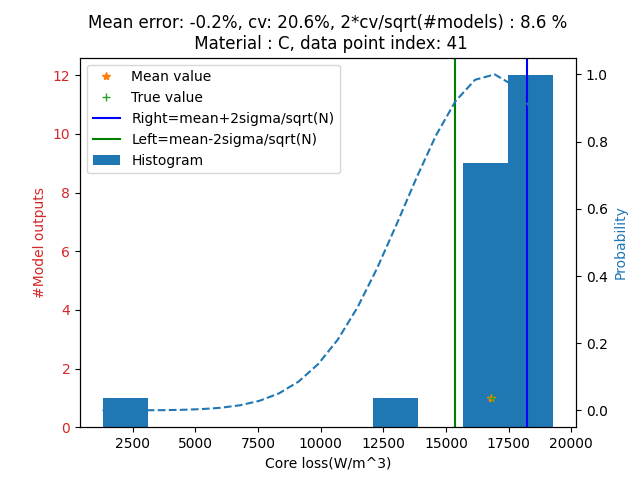 Mean error: -0.2%, cv: 20.6%, 2*cv/sqrt(#models) : 8.6 %
Material : C, data point index: 41
Mean value
True value
Right=mean+2sigma/sqrt(N)
Left=mean-2sigma/sqrt(N)
Histogram
#Model outputs
12
10
8
6
4
2
0
1.0
0.8
0.6
0.4
0.2
0.0
Probability
2500 5000 7500 10000 12500 15000 17500 20000
Core loss(W/m^3)